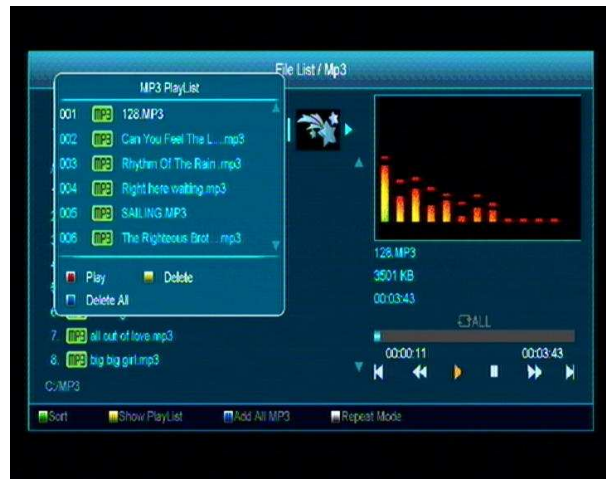 File List / Mp3
MP3 PlayList
001 MP3 128.MP3
002 MP3 Can You Feel The L....mp3
003 MP3 Rhythm Of The Rain .mp3
004 MP3 Right here waiting.mp3
005 MP3 SAILING.MP3
006 MP3 The Righteous Brot....mp3
Play
Delete
Delete All
7. MP3 all out of love.mp3
8. MP3 big big girl.mp3
C:/MP3
128.MP3
3501 KB
00:03:43
ALL
00:00:11
00:03:43
Sort
Show PlayList
Add All MP3
Repeat Mode